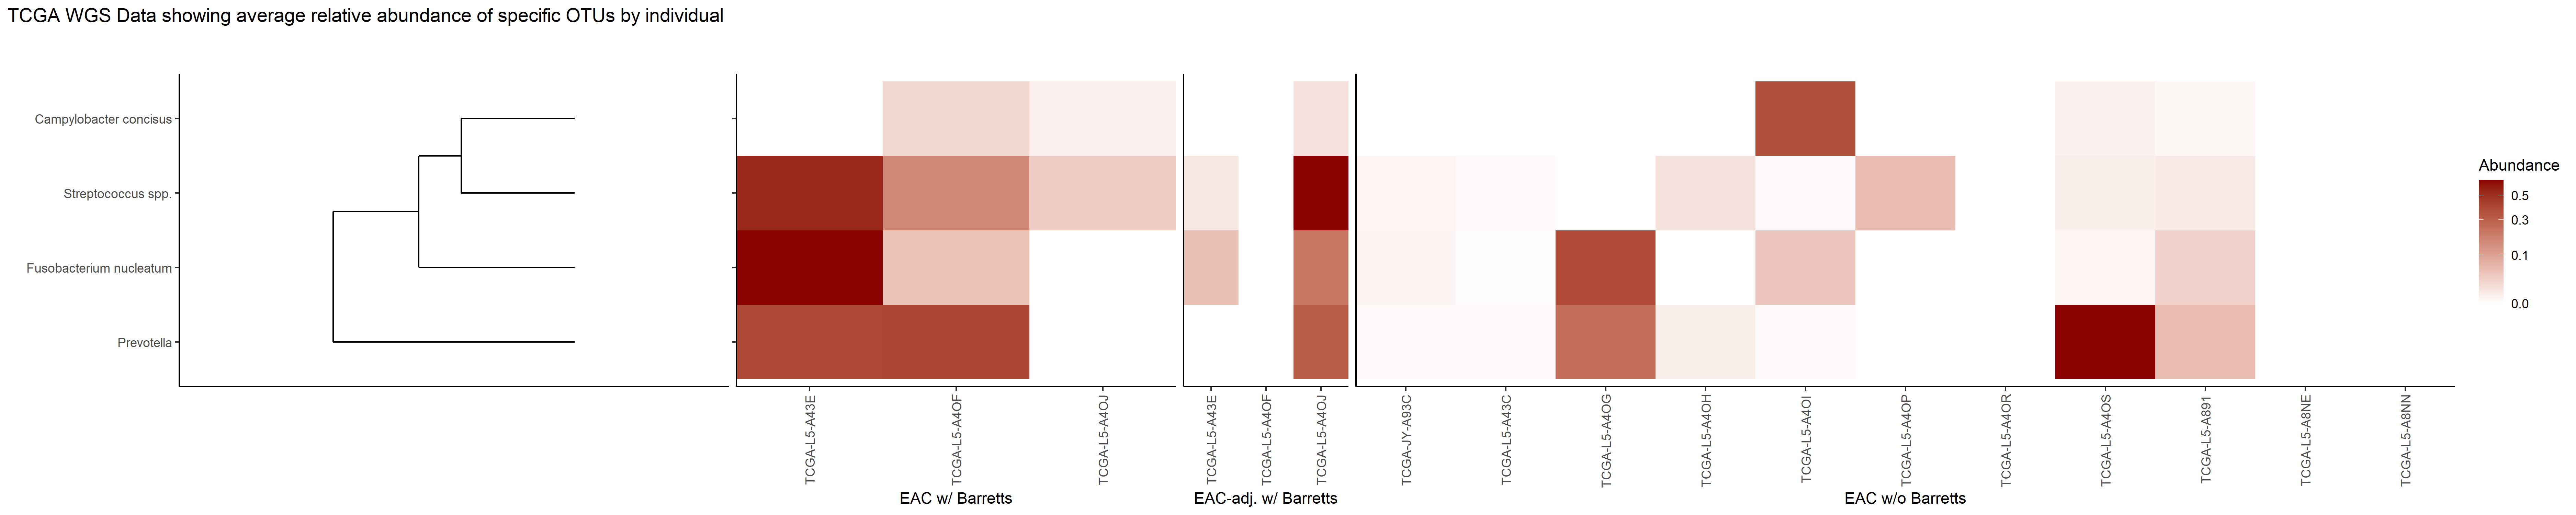 TCGA WGS Data showing average relative abundance of specific OTUs by individual
Campylobacter concisus
Streptococcus spp.
Fusobacterium nucleatum
Prevotella
TCGA-L5-A43E
TCGA-L5-A4OF
TCGA-L5-A4OJ
EAC w/ Barretts
TCGA-L5-A43E
TCGA-L5-A4OF
TCGA-L5-A4OJ
EAC-adj. w/ Barretts
TCGA-JY-A93C
TCGA-L5-A43C
TCGA-L5-A4OG
TCGA-L5-A4OH
TCGA-L5-A4OI
TCGA-L5-A4OP
TCGA-L5-A4OR
TCGA-L5-A4OS
TCGA-L5-A891
TCGA-L5-A8NE
TCGA-L5-A8NN
EAC w/o Barretts
Abundance
0.5
0.3
0.1
0.0